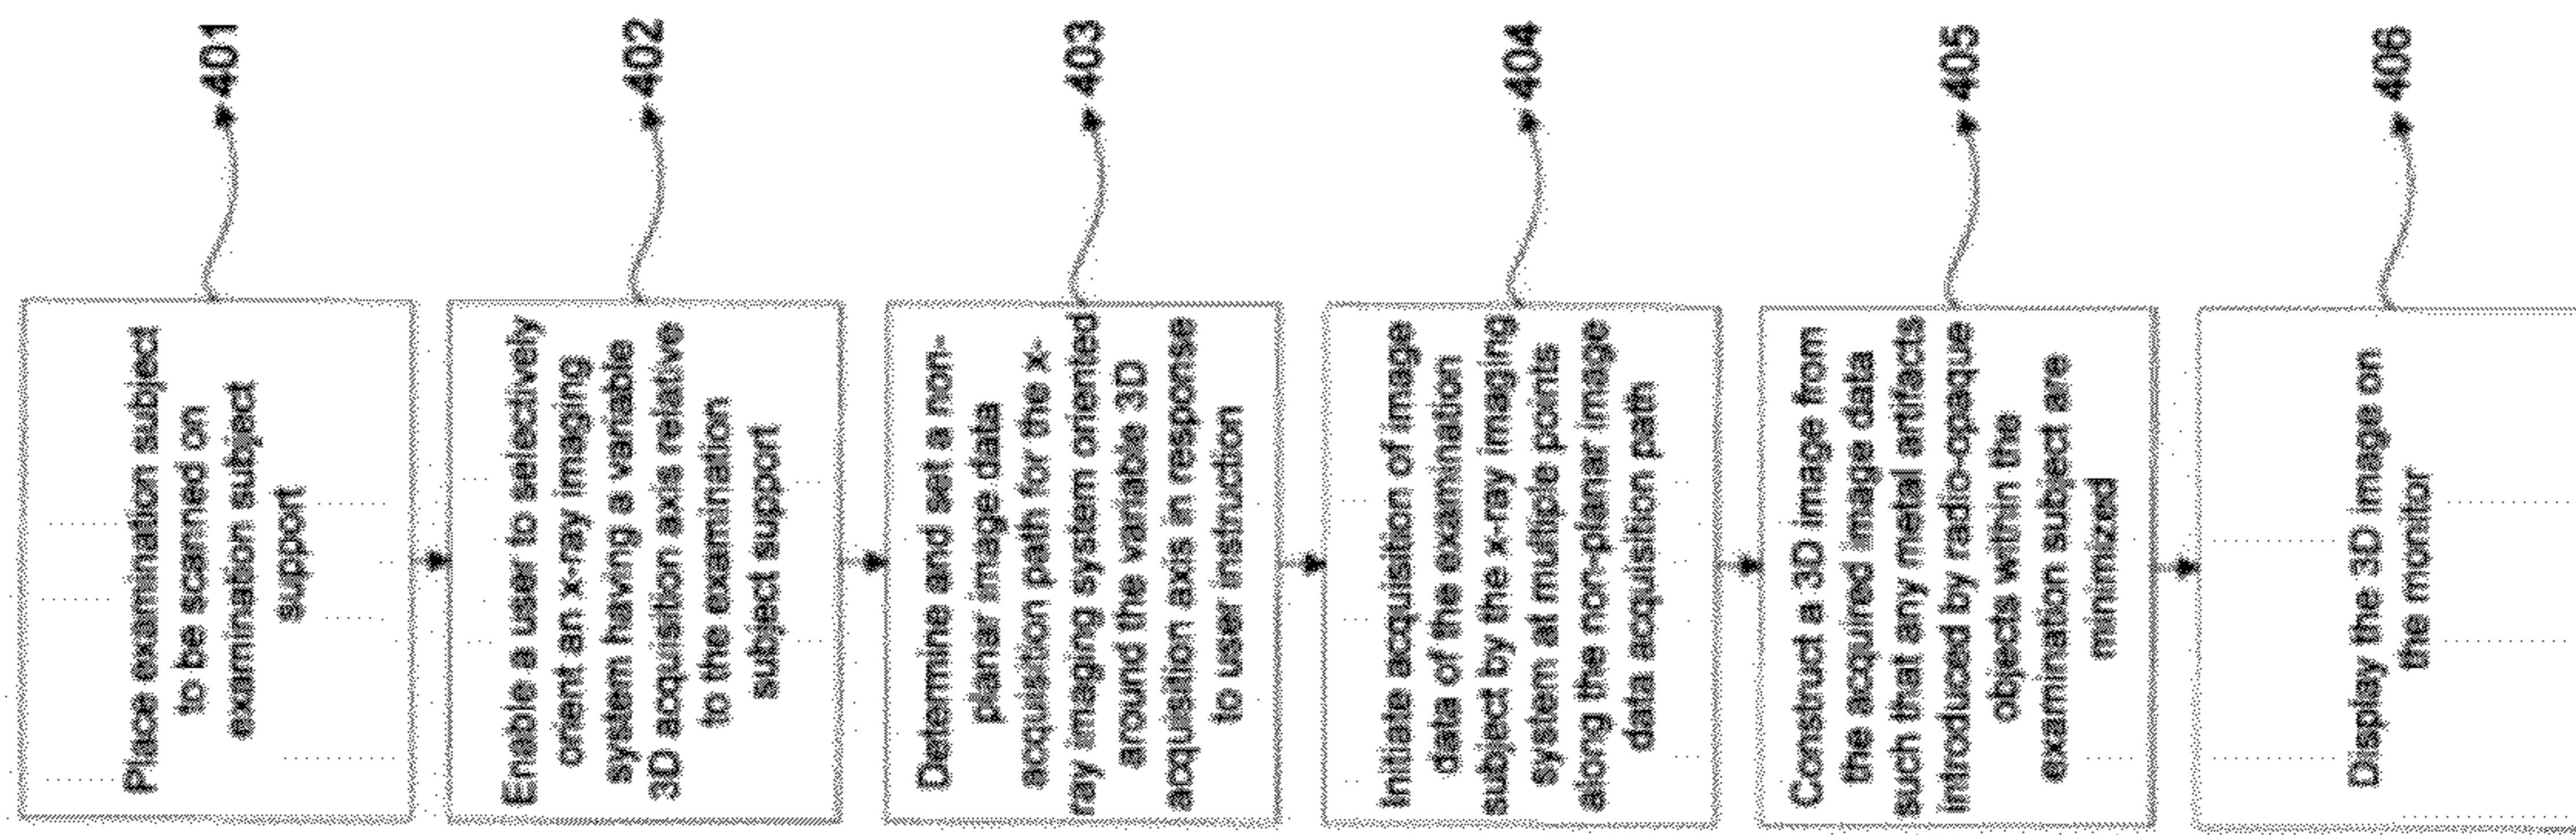 Place examination subject
to be scanned on
examination subject
support
401
Enable a user to selectively
orient an x-ray imaging
system having a variable
3D acquisition axis relative
to the examination
subject support
402
Determine and set a non-
planar image data
acquisition path for the x-
ray imaging system oriented
around the variable 3D
acquisition axis in response
to user instruction
403
Initiate acquisition of image
data of the examination
subject by the x-ray imaging
system at multiple points
along the non-planar image
data acquisition path
404
Construct a 3D image from
the acquired image data
such that any metal artifacts
introduced by radio-opaque
objects within the
examination subject are
minimized
405
Display the 3D image on
the monitor
406